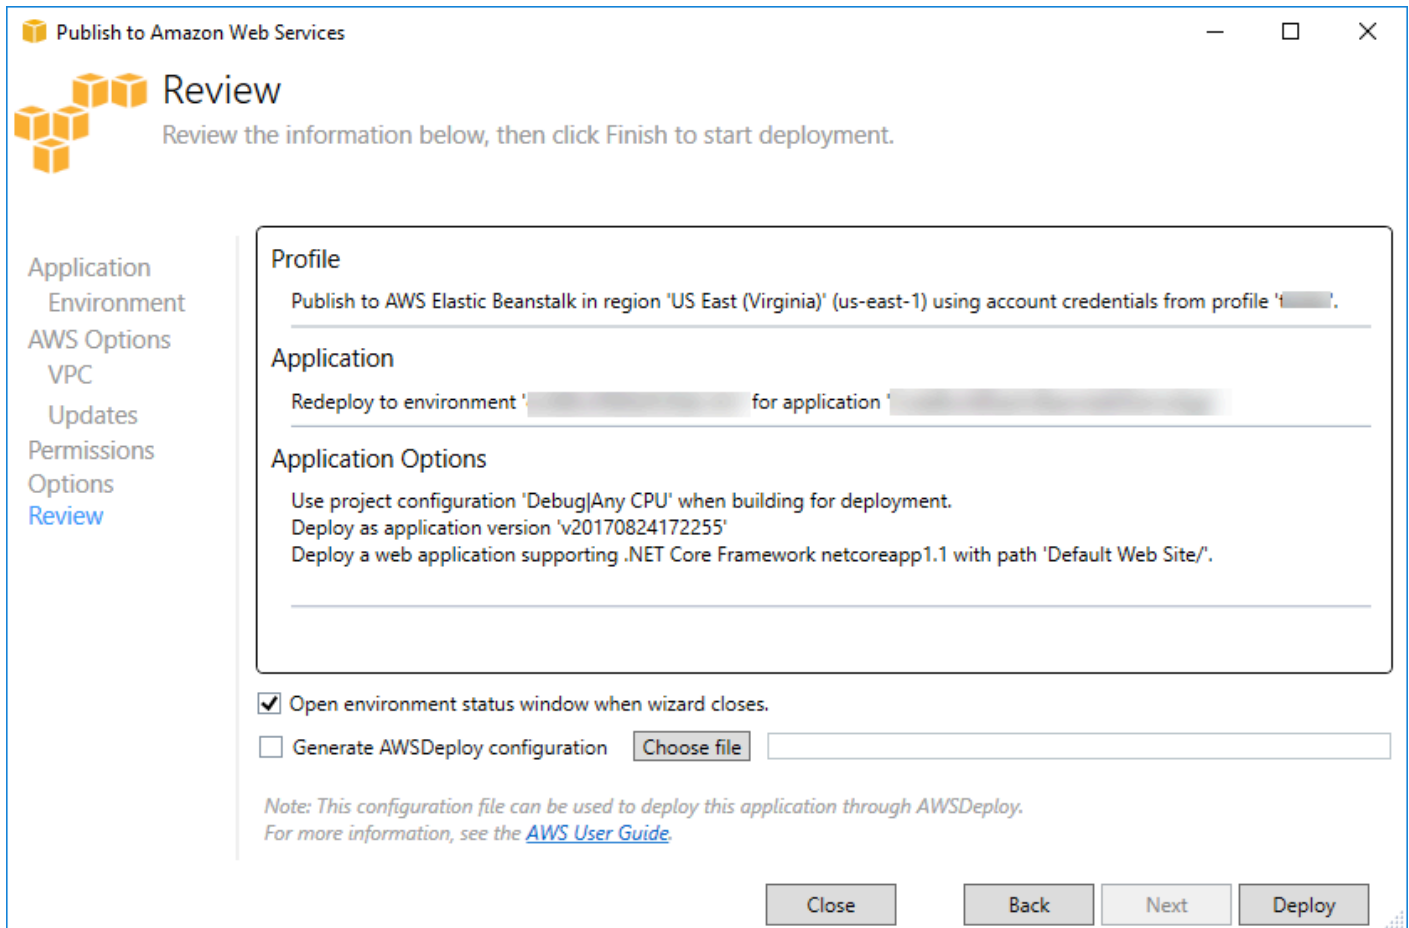 Publish to Amazon Web Services
Review
Review the information below, then click Finish to start deployment.
Application
Environment
AWS Options
VPC
Updates
Permissions
Options
Review
Profile
Publish to AWS Elastic Beanstalk in region 'US East (Virginia)' (us-east-1) using account credentials from profile '
'.
Application
Redeploy to environment ' for application '
Application Options
Use project configuration 'Debug|Any CPU' when building for deployment.
Deploy as application version 'v20170824172255'
Deploy a web application supporting .NET Core Framework netcoreapp1.1 with path 'Default Web Site/'.
Open environment status window when wizard closes.
Generate AWSDeploy configuration Choose file
Note: This configuration file can be used to deploy this application through AWSDeploy.
For more information, see the AWS User Guide.
Close Back Next Deploy